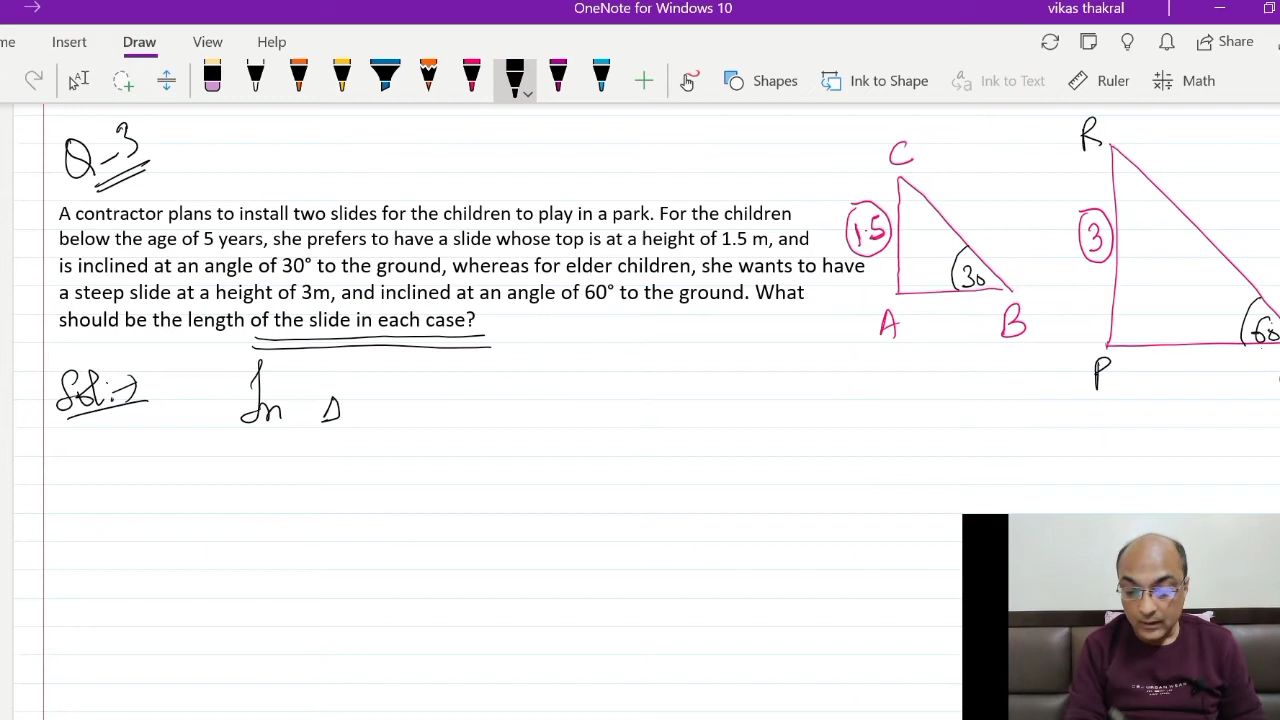 OneNote for Windows 10
vikas thakral
Insert
Draw
View
Help
Share
Shapes
Ink to Shape
Ink to Text
Ruler
Math
Q-3
A contractor plans to install two slides for the children to play in a park. For the children
below the age of 5 years, she prefers to have a slide whose top is at a height of 1.5 m, and
is inclined at an angle of 30° to the ground, whereas for elder children, she wants to have
a steep slide at a height of 3m, and inclined at an angle of 60° to the ground. What
should be the length of the slide in each case?
C
1.5
30
A
B
R
3
60
P
Sol:→
In Δ